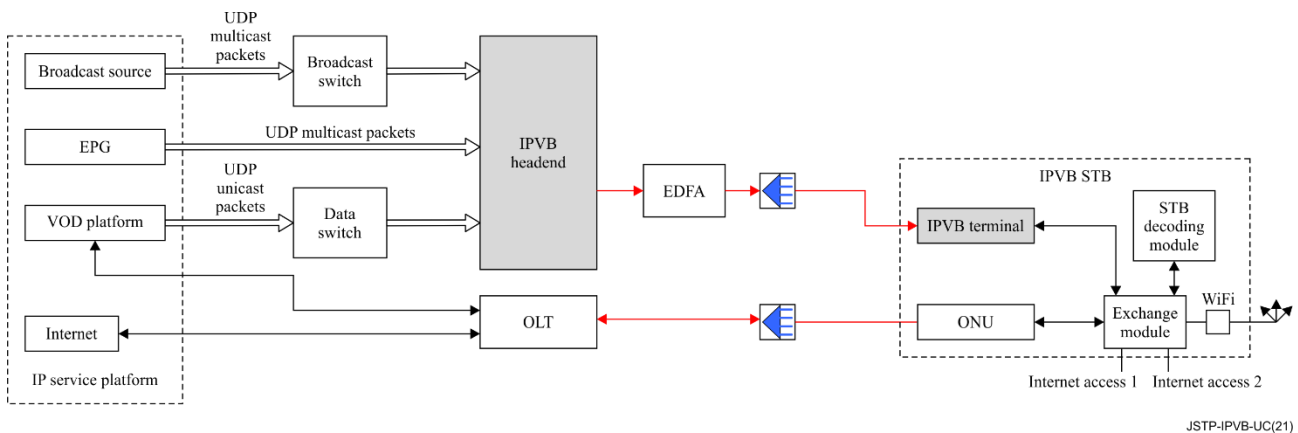 UDP
multicast
packets
Broadcast source
Broadcast
switch
EPG
UDP multicast packets
IPVB
headend
UDP
unicast
packets
VOD platform
Data
switch
EDFA
IPVB STB
IPVB terminal
STB
decoding
module
Internet
OLT
ONU
Exchange
module
WiFi
IP service platform
Internet access 1
Internet access 2
JSTP-IPVB-UC(21)